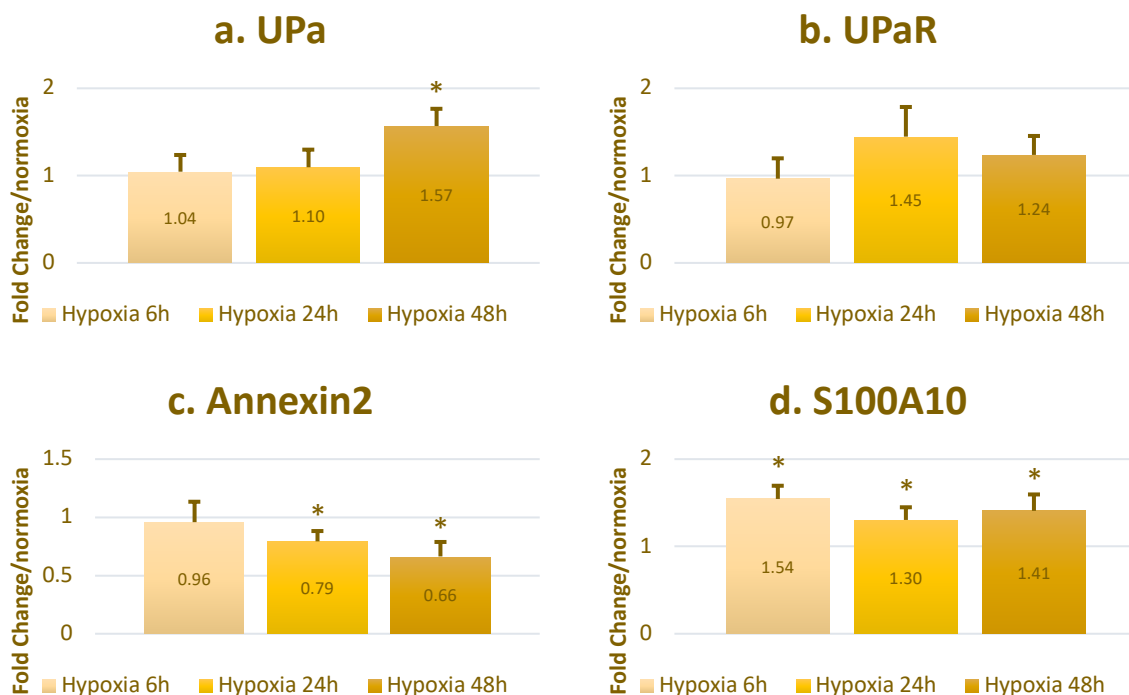 a. UPa
Fold Change/normoxia
2
1
0
*
1.04
1.10
1.57
Hypoxia 6h
Hypoxia 24h
Hypoxia 48h
b. UPaR
Fold Change/normoxia
2
1
0
0.97
1.45
1.24
Hypoxia 6h
Hypoxia 24h
Hypoxia 48h
c. Annexin2
Fold Change/normoxia
1.5
1
0.5
0
*
*
0.96
0.79
0.66
Hypoxia 6h
Hypoxia 24h
Hypoxia 48h
d. S100A10
Fold Change/normoxia
2
1
0
*
*
*
1.54
1.30
1.41
Hypoxia 6h
Hypoxia 24h
Hypoxia 48h